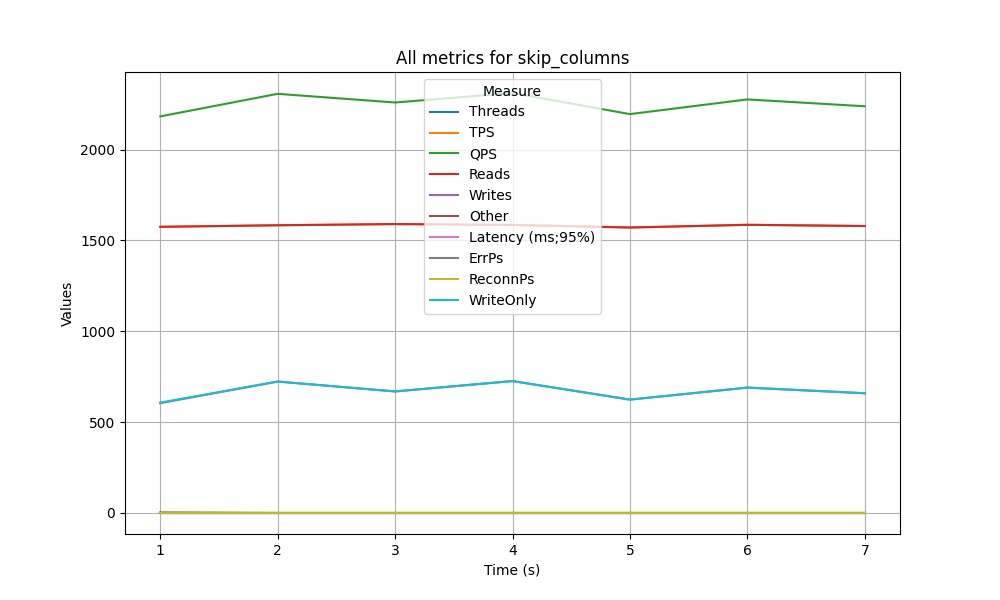 All metrics for skip_columns
Measure
Threads
TPS
QPS
Reads
Writes
Other
Latency (ms;95%)
ErrPs
ReconnPs
WriteOnly
Values
2000
1500
1000
500
0
1 2 3 4 5 6 7
Time (s)